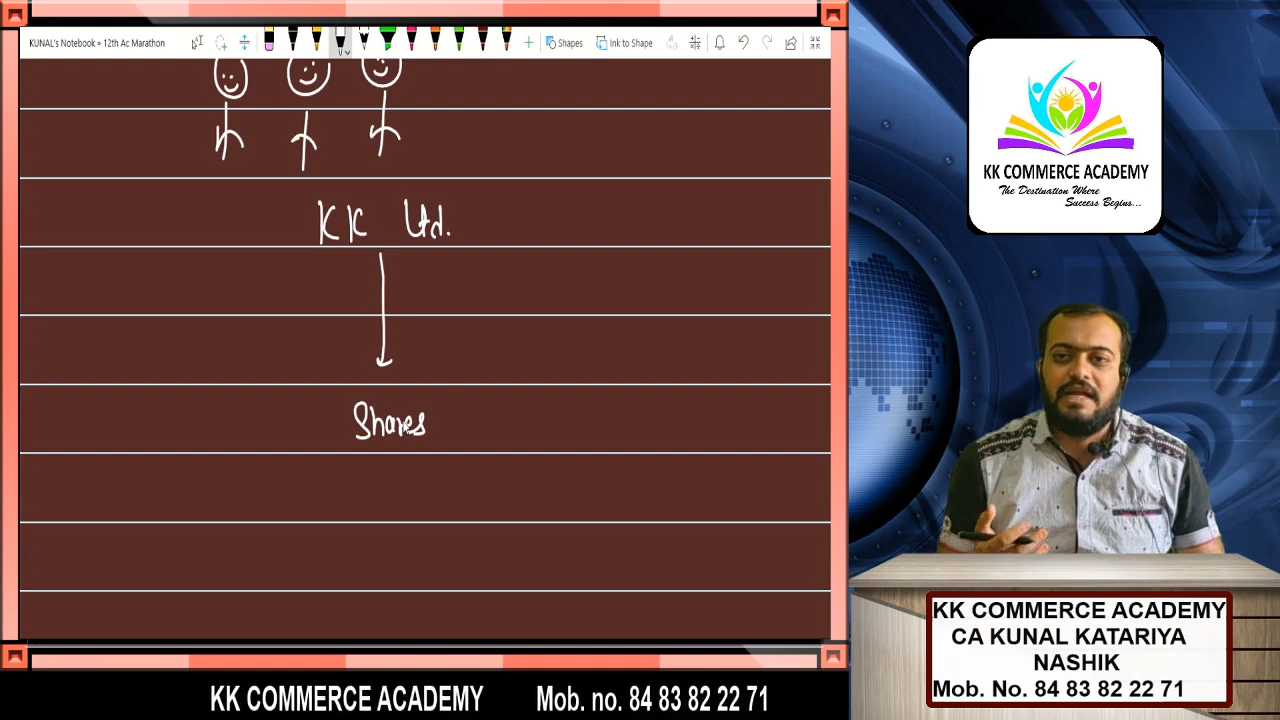 KUNAL's Notebook » 12th Ac Marathon
Shapes
Ink to Shape
KK Ltd.
Shares
KK COMMERCE ACADEMY
The Destination Where
Success Begins...
KK COMMERCE ACADEMY
CA KUNAL KATARIYA
NASHIK
Mob. No. 84 83 82 22 71
KK COMMERCE ACADEMY Mob. no. 84 83 82 22 71